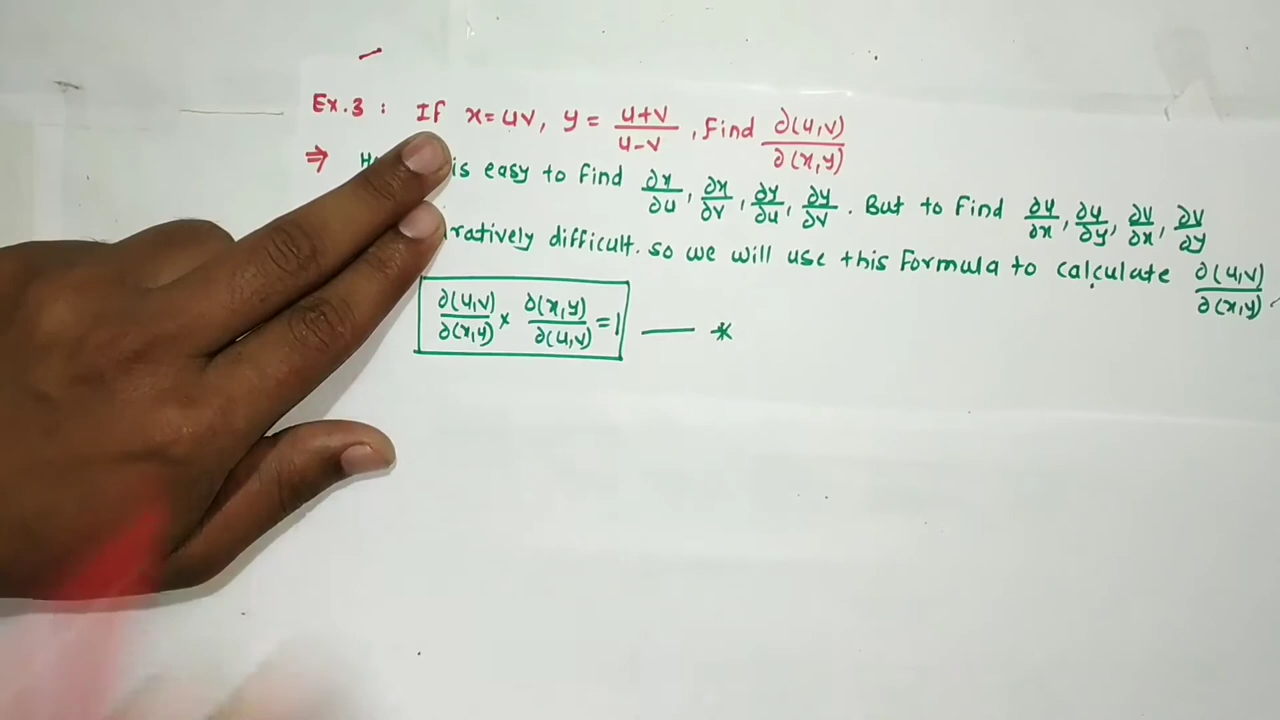 Ex.3 : If x=uv, y = u+v/u-v, Find ∂(u,v)/∂(x,y)
⇒ is easy to find ∂x/∂u, ∂x/∂v, ∂y/∂u, ∂y/∂v. But to Find ∂u/∂x, ∂u/∂y, ∂v/∂x, ∂v/∂y
ratively difficult. so we will use this Formula to calculate ∂(u,v)/∂(x,y).
∂(u,v)/∂(x,y) × ∂(x,y)/∂(u,v) = 1 — *